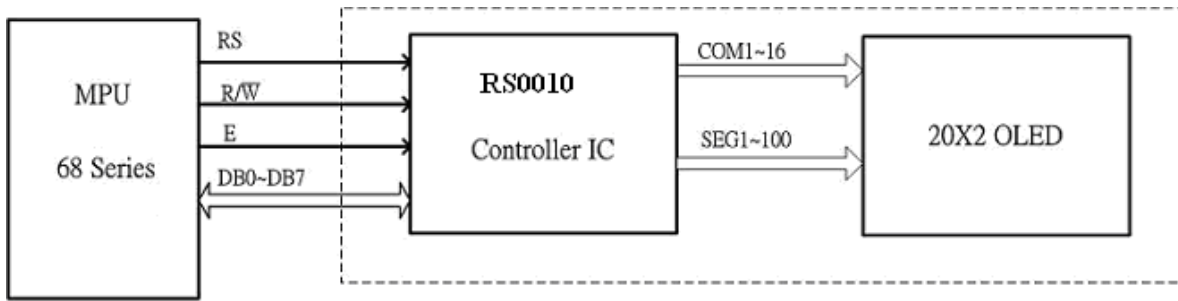 MPU
68 Series
RS
R/W
E
DB0~DB7
RS0010
Controller IC
COM1~16
SEG1~100
20X2 OLED